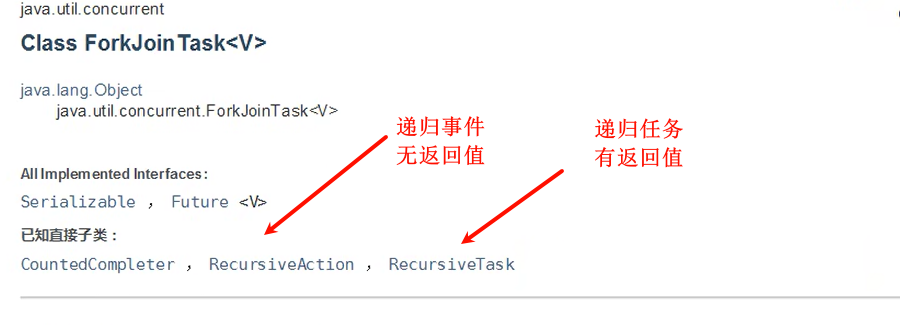 java.util.concurrent
Class ForkJoinTask<V>
java.lang.Object
java.util.concurrent.ForkJoinTask<V>
递归事件
无返回值
递归任务
有返回值
All Implemented Interfaces:
Serializable , Future <V>
已知直接子类：
CountedCompleter , RecursiveAction , RecursiveTask